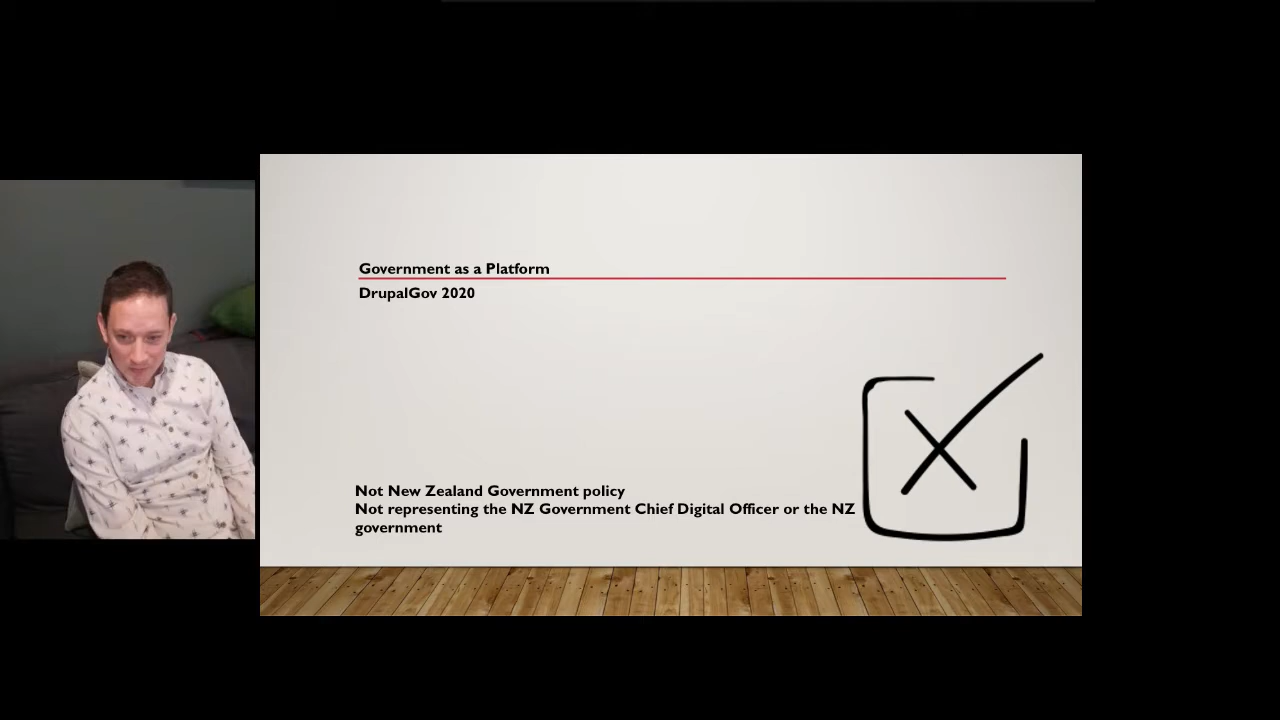 Government as a Platform
DrupalGov 2020
Not New Zealand Government policy
Not representing the NZ Government Chief Digital Officer or the NZ
government